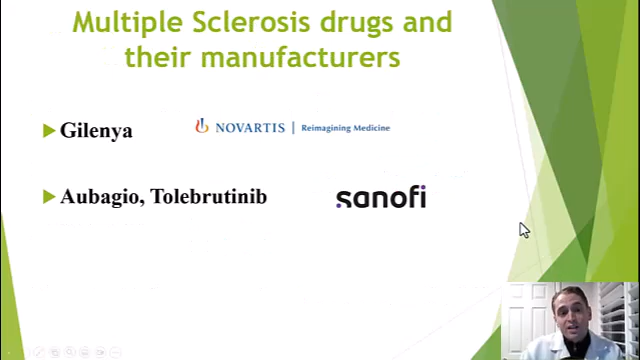 Multiple Sclerosis drugs and
their manufacturers
Gilenya
NOVARTIS | Reimagining Medicine
Aubagio, Tolebrutinib
sanofi